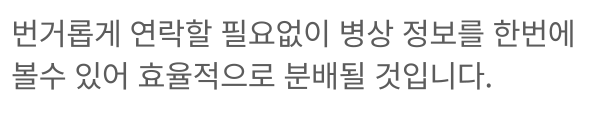 번거롭게 연락할 필요없이 병상 정보를 한번에
볼수 있어 효율적으로 분배될 것입니다.